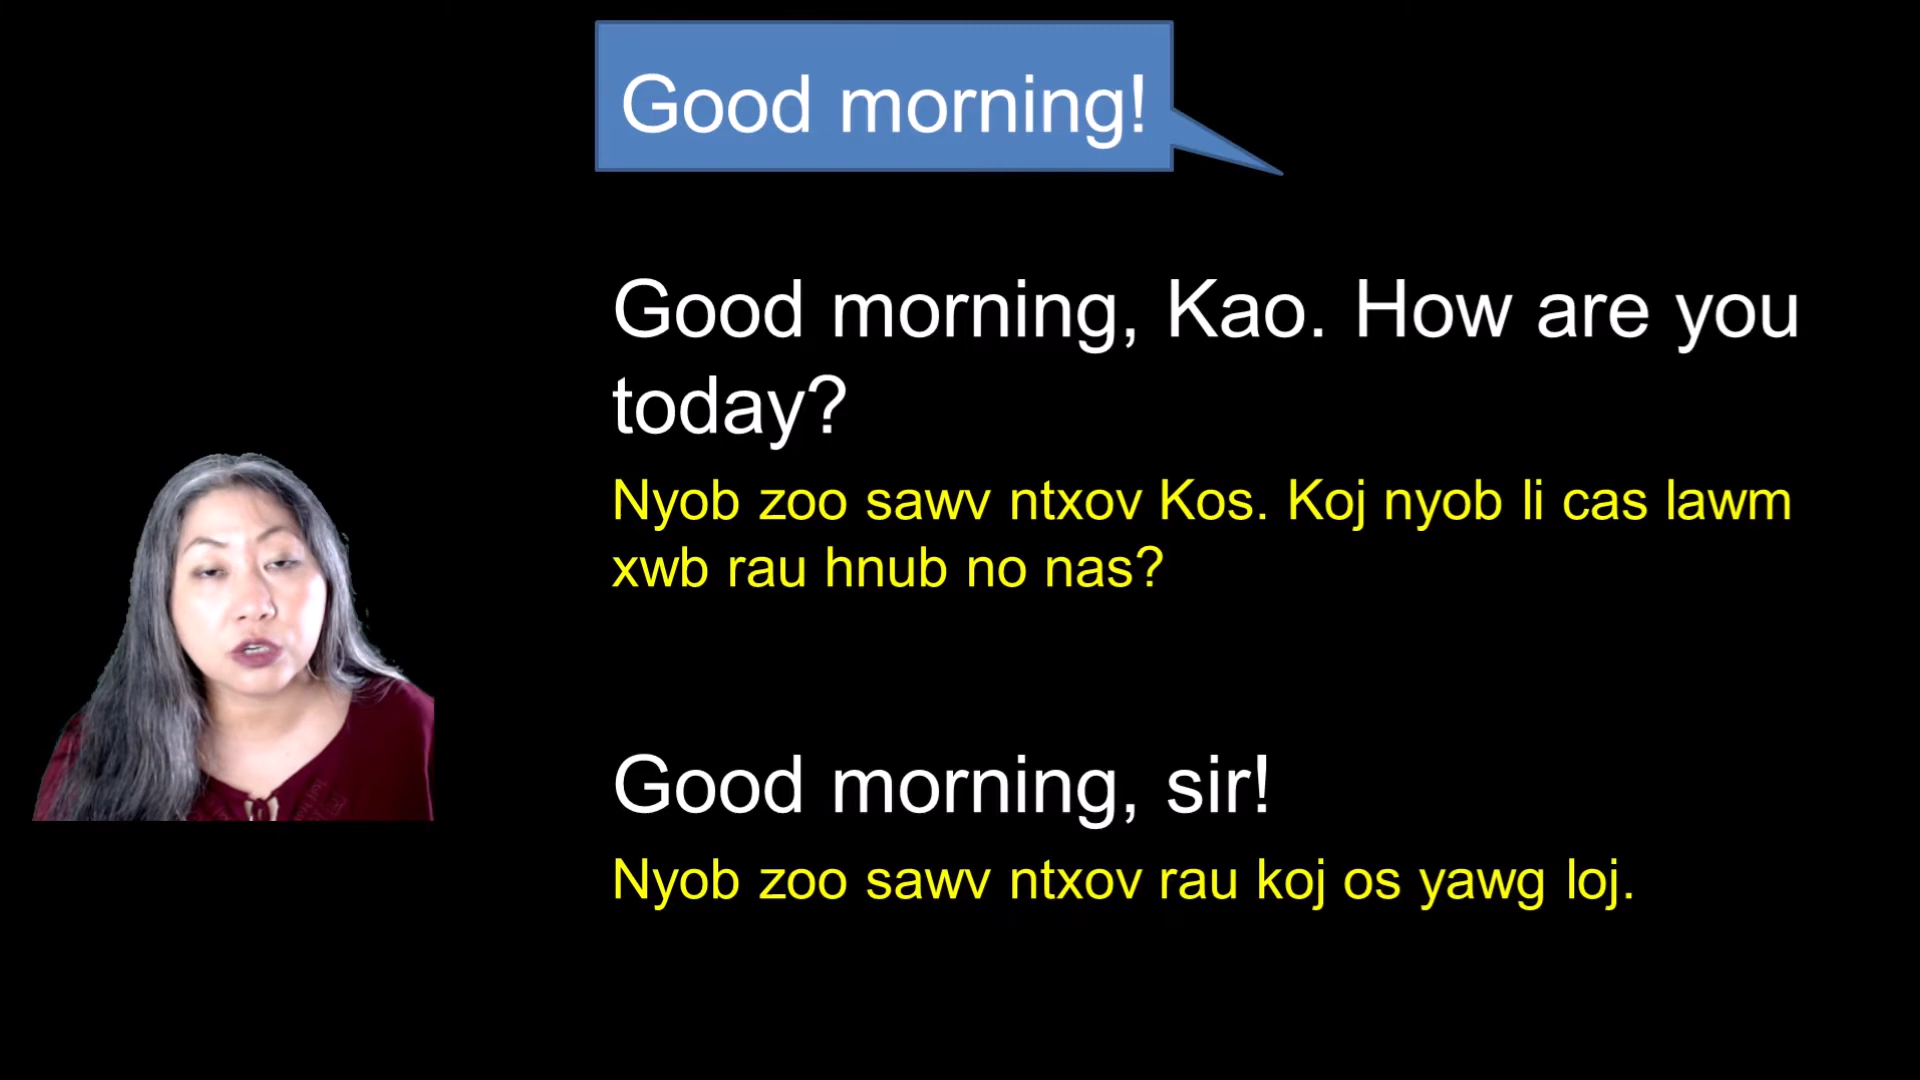 Good morning!
Good morning, Kao. How are you
today?
Nyob zoo sawv ntxov Kos. Koj nyob li cas lawm
xwb rau hnub no nas?
Good morning, sir!
Nyob zoo sawv ntxov rau koj os yawg loj.